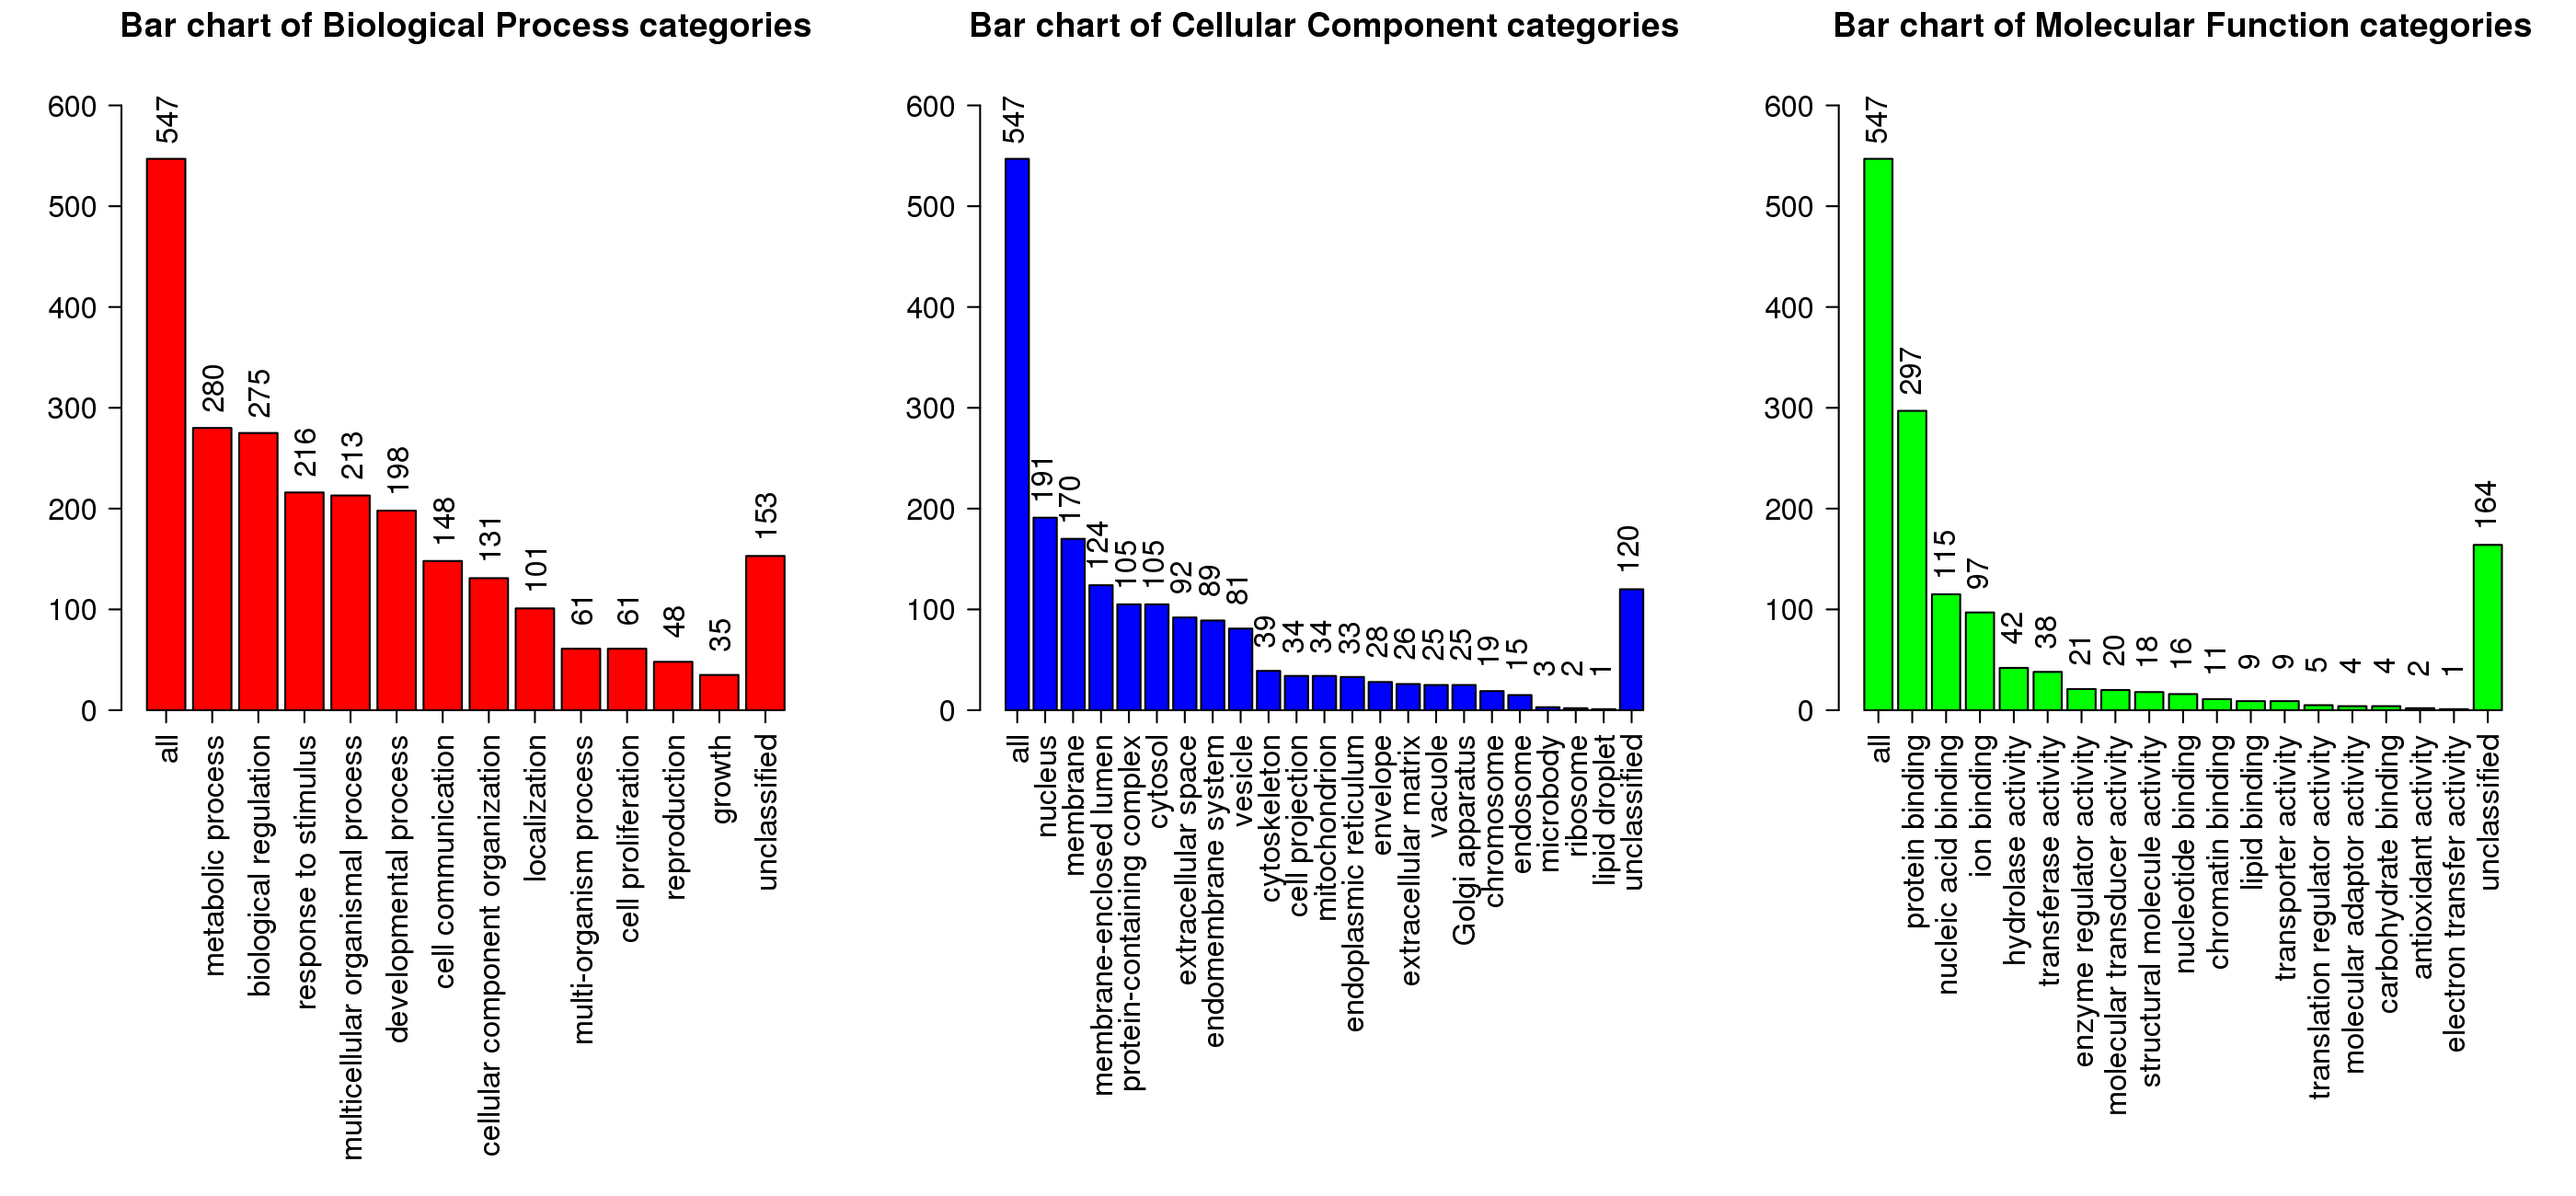 Bar chart of Biological Process categories
600
500
400
300
200
100
0
547
280
275
216
213
198
148
131
101
61
61
48
35
153
all
metabolic process
biological regulation
response to stimulus
multicellular organismal process
developmental process
cell communication
cellular component organization
localization
multi-organism process
cell proliferation
reproduction
growth
unclassified
Bar chart of Cellular Component categories
600
500
400
300
200
100
0
547
191
170
124
105
105
92
89
81
39
34
34
33
28
26
25
25
19
15
3
2
1
120
all
nucleus
membrane
membrane-enclosed lumen
protein-containing complex
cytosol
extracellular space
endomembrane system
vesicle
cytoskeleton
cell projection
mitochondrion
endoplasmic reticulum
envelope
extracellular matrix
vacuole
Golgi apparatus
chromosome
endosome
microbody
ribosome
lipid droplet
unclassified
Bar chart of Molecular Function categories
600
500
400
300
200
100
0
547
297
115
97
42
38
21
20
18
16
11
9
9
5
4
4
2
1
164
all
protein binding
nucleic acid binding
ion binding
hydrolase activity
transferase activity
enzyme regulator activity
molecular transducer activity
structural molecule activity
nucleotide binding
chromatin binding
lipid binding
transporter activity
translation regulator activity
molecular adaptor activity
carbohydrate binding
antioxidant activity
electron transfer activity
unclassified